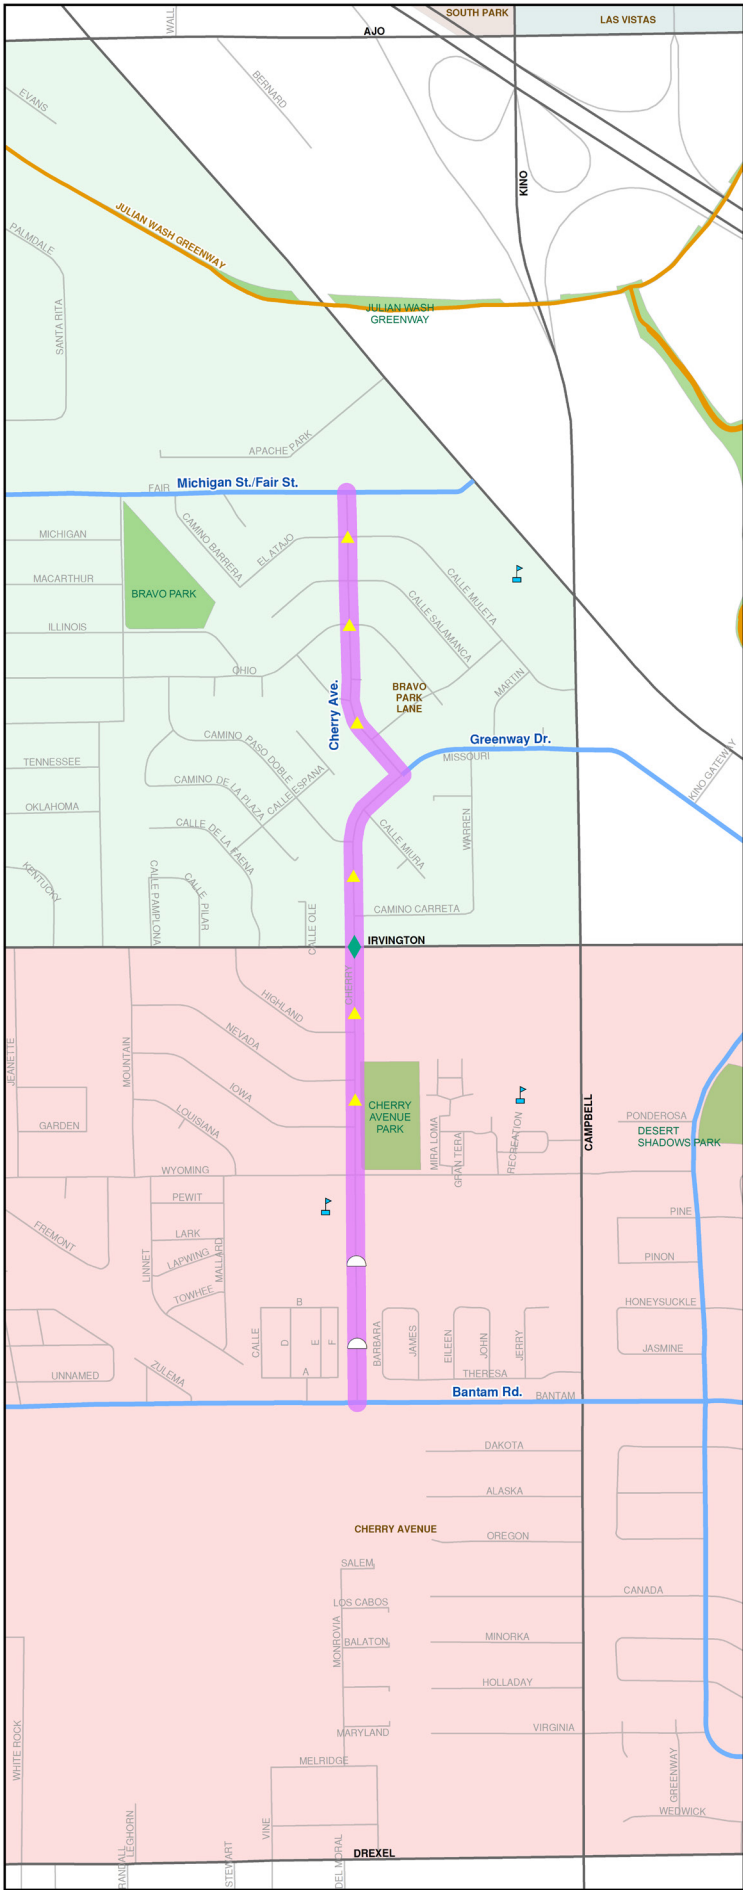 SOUTH PARK
LAS VISTAS
WALL
AJO
BERNARD
EVANS
KINO
JULIAN WASH GREENWAY
PALMDALE
SANTA RITA
JULIAN WASH
GREENWAY
APACHE PARK
Michigan St./Fair St.
FAIR
MICHIGAN
CAMINO BARRERA
EL ATAJO
MACARTHUR
BRAVO PARK
CALLE MULETA
CALLE SALAMANCA
ILLINOIS
OHIO
MARTIN
BRAVO
PARK
LANE
Cherry Ave.
CAMINO PASO DOBLE
Greenway Dr.
MISSOURI
TENNESSEE
CAMINO DE LA PLAZA
CALLE ESPANA
KINO GATEWAY
OKLAHOMA
CALLE DE LA FAENA
CALLE MIURA
WARREN
KENTUCKY
CALLE PAMPLONA
CALLE PILAR
CALLE OLE
CAMINO CARRETA
IRVINGTON
CHERRY
HIGHLAND
NEVADA
JEANETTE
MOUNTAIN
IOWA
CHERRY
AVENUE
PARK
LOUISIANA
GARDEN
MIRA LOMA
GRAN TERA
RECREATION
CAMPBELL
PONDEROSA
DESERT
SHADOWS PARK
WYOMING
PEWIT
PINE
FREMONT
LARK
LINNET
LAPWING
MALLARD
PINON
TOWHEE
B
HONEYSUCKLE
CALLE
D
E
F
BARBARA
JAMES
EILEEN
JOHN
JERRY
JASMINE
UNNAMED
ZULEMA
A
THERESA
Bantam Rd.
BANTAM
DAKOTA
ALASKA
CHERRY AVENUE
OREGON
SALEM
CANADA
LOS CABOS
MONROVIA
BALATON
MINORKA
HOLLADAY
MARYLAND
VIRGINIA
WHITE ROCK
MELRIDGE
GREENWAY
WEDWICK
LEGHORN
VINE
RANDALL
STEWART
DEL MORAL
DREXEL